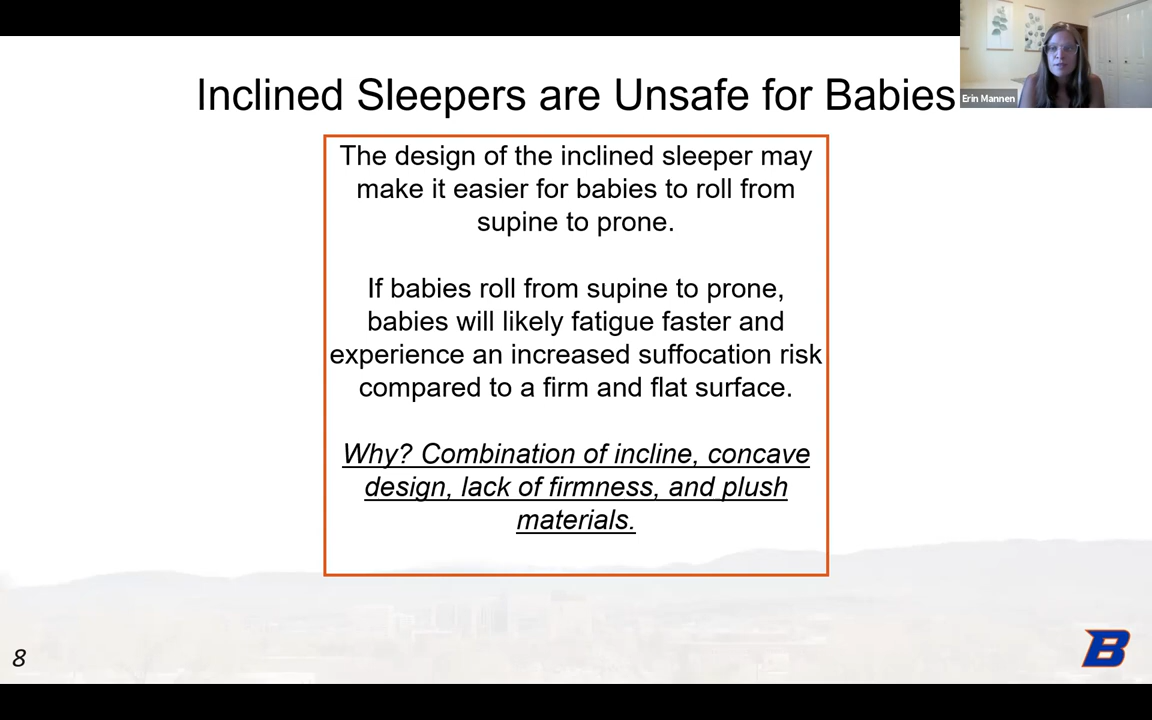 Inclined Sleepers are Unsafe for Babies
Erin Mannen
The design of the inclined sleeper may
make it easier for babies to roll from
supine to prone.
If babies roll from supine to prone,
babies will likely fatigue faster and
experience an increased suffocation risk
compared to a firm and flat surface.
Why? Combination of incline, concave
design, lack of firmness, and plush
materials.
8
B